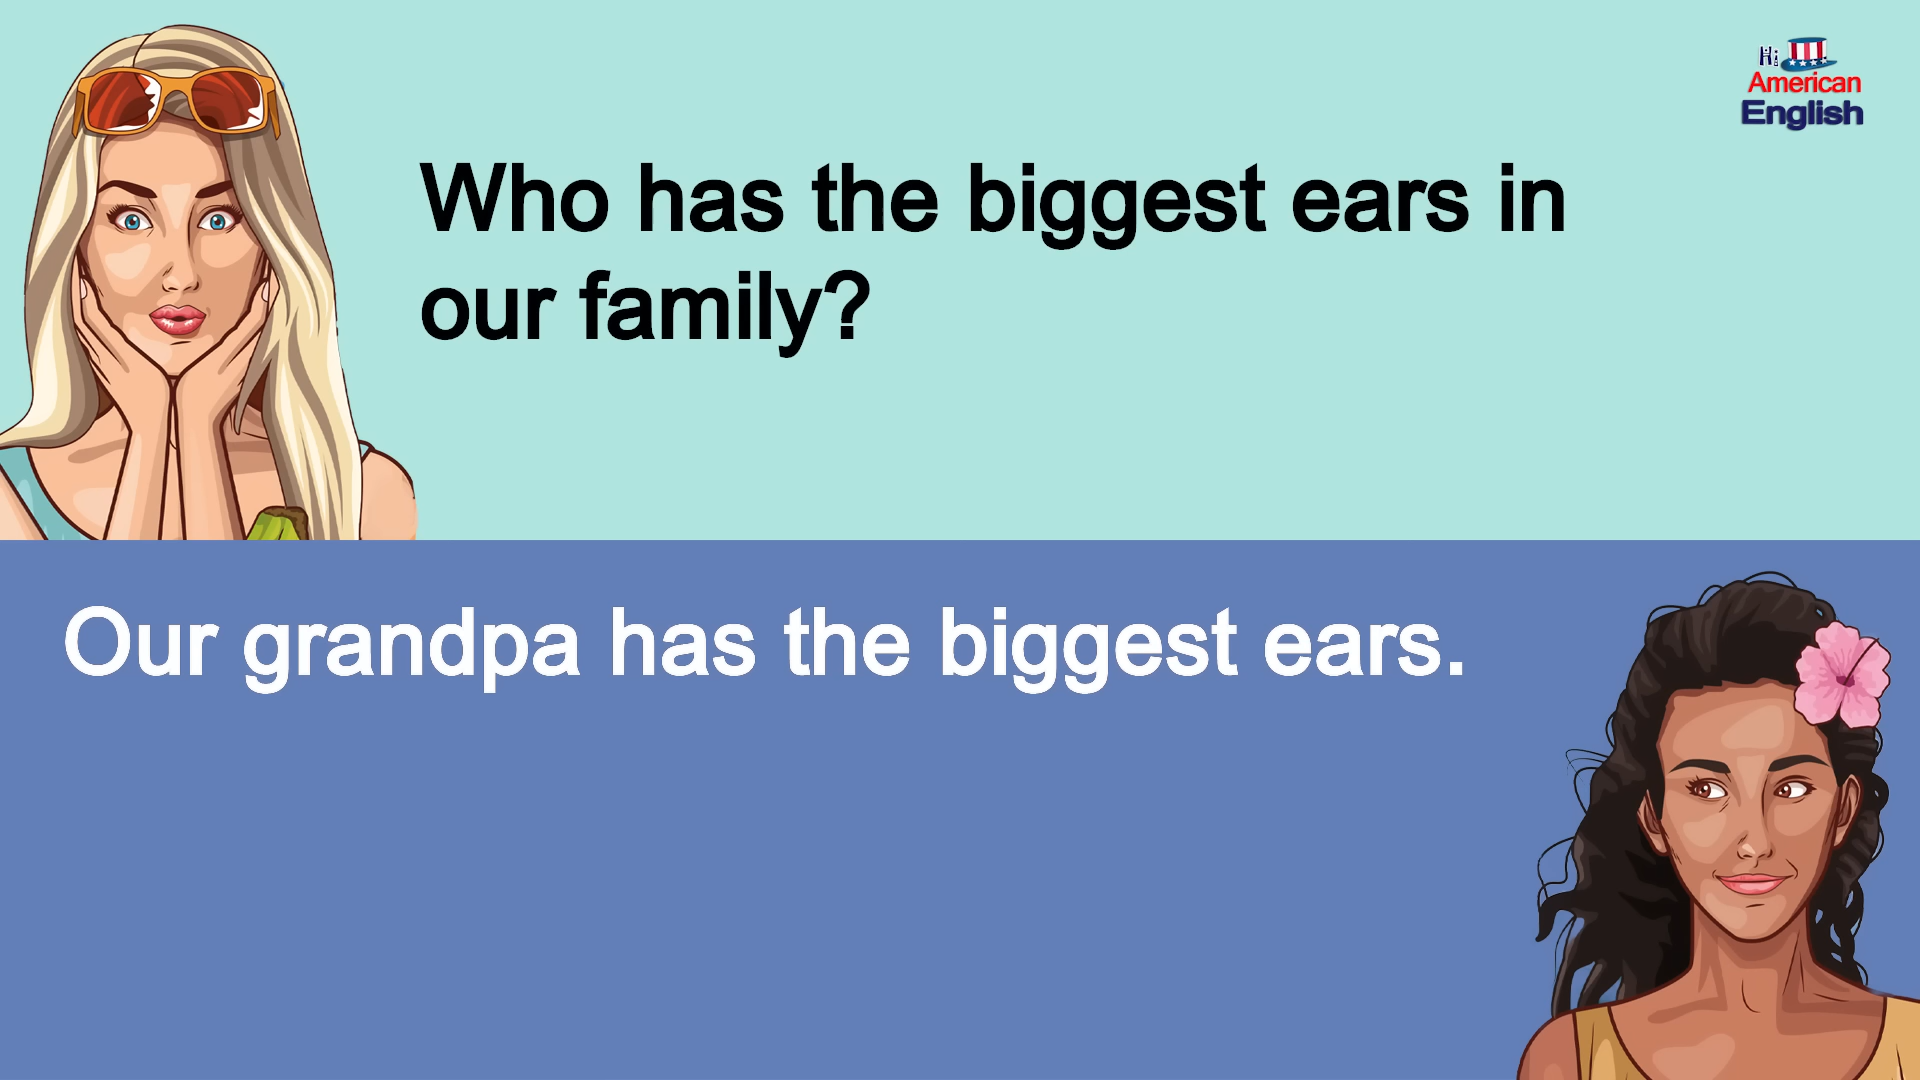 Hi
American
English
Who has the biggest ears in
our family?
Our grandpa has the biggest ears.